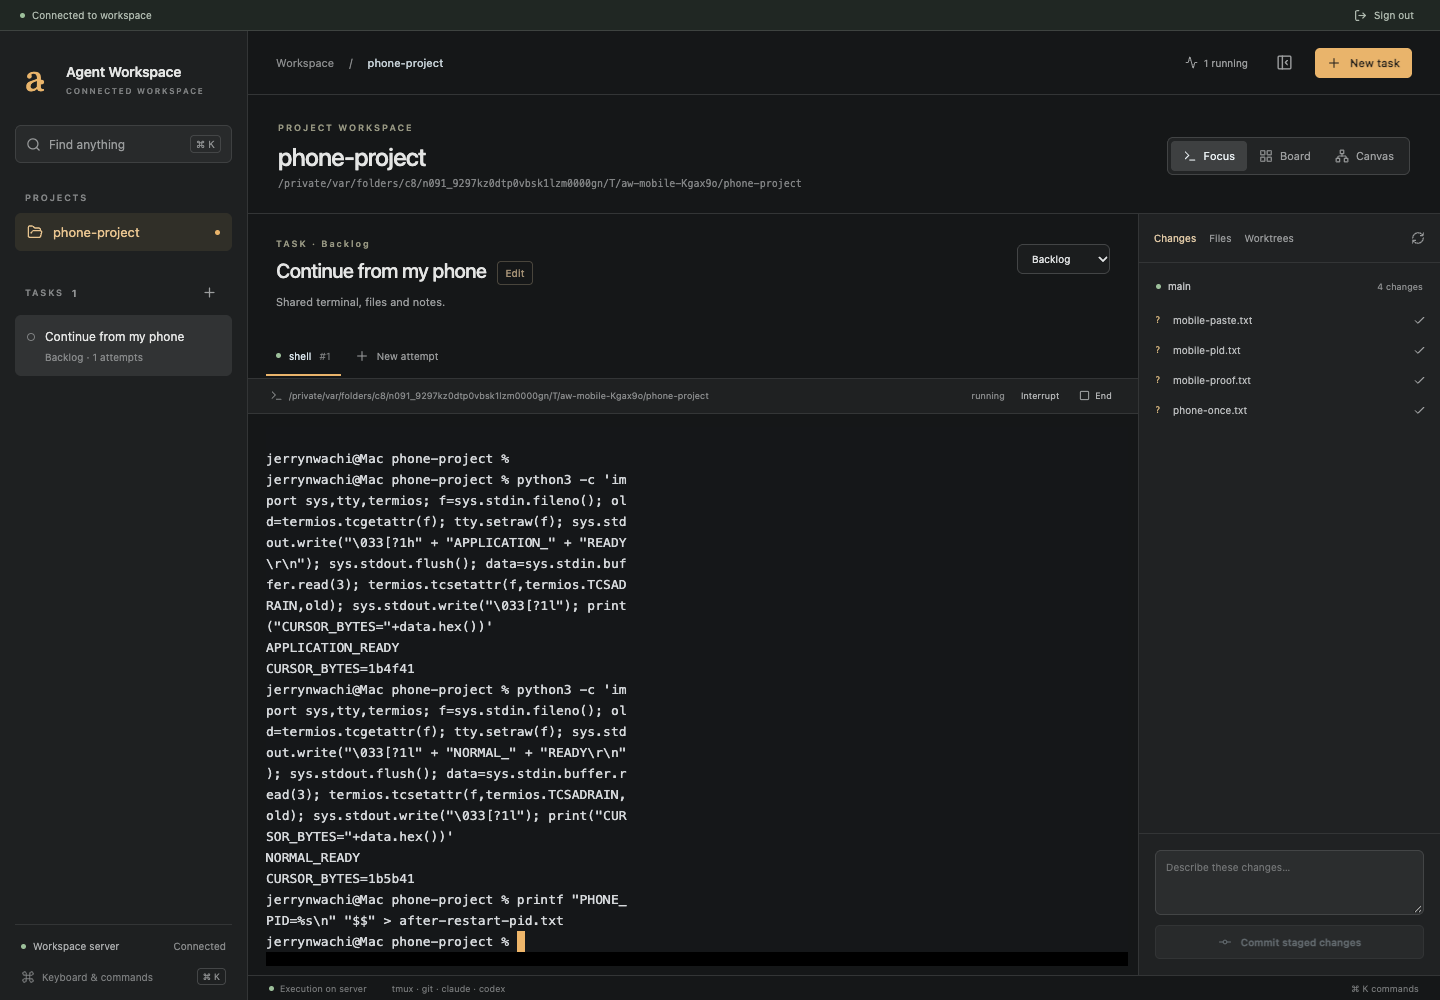 Connected to workspace
Sign out
a
Agent Workspace
CONNECTED WORKSPACE
Find anything
⌘ K
PROJECTS
phone-project
TASKS 1
Continue from my phone
Backlog · 1 attempts
Workspace server
Connected
Keyboard & commands
⌘ K
Workspace / phone-project
1 running
New task
PROJECT WORKSPACE
phone-project
/private/var/folders/c8/n091_9297kz0dtp0vbsk1lzm0000gn/T/aw-mobile-Kgax9o/phone-project
Focus
Board
Canvas
TASK · Backlog
Continue from my phone
Edit
Backlog
Shared terminal, files and notes.
shell #1
New attempt
/private/var/folders/c8/n091_9297kz0dtp0vbsk1lzm0000gn/T/aw-mobile-Kgax9o/phone-project
running
Interrupt
End
jerrynwachi@Mac phone-project %
jerrynwachi@Mac phone-project % python3 -c 'im
port sys,tty,termios; f=sys.stdin.fileno(); ol
d=termios.tcgetattr(f); tty.setraw(f); sys.std
out.write("\033[?1h" + "APPLICATION_" + "READY
\r\n"); sys.stdout.flush(); data=sys.stdin.buf
fer.read(3); termios.tcsetattr(f,termios.TCSAD
RAIN,old); sys.stdout.write("\033[?1l"); print
("CURSOR_BYTES="+data.hex())'
APPLICATION_READY
CURSOR_BYTES=1b4f41
jerrynwachi@Mac phone-project % python3 -c 'im
port sys,tty,termios; f=sys.stdin.fileno(); ol
d=termios.tcgetattr(f); tty.setraw(f); sys.std
out.write("\033[?1l" + "NORMAL_" + "READY\r\n"
); sys.stdout.flush(); data=sys.stdin.buffer.r
ead(3); termios.tcsetattr(f,termios.TCSADRAIN,
old); sys.stdout.write("\033[?1l"); print("CUR
SOR_BYTES="+data.hex())'
NORMAL_READY
CURSOR_BYTES=1b5b41
jerrynwachi@Mac phone-project % printf "PHONE_
PID=%s\n" "$$" > after-restart-pid.txt
jerrynwachi@Mac phone-project %
Execution on server
tmux · git · claude · codex
⌘ K commands
Changes
Files
Worktrees
main
4 changes
? mobile-paste.txt
? mobile-pid.txt
? mobile-proof.txt
? phone-once.txt
Describe these changes...
Commit staged changes